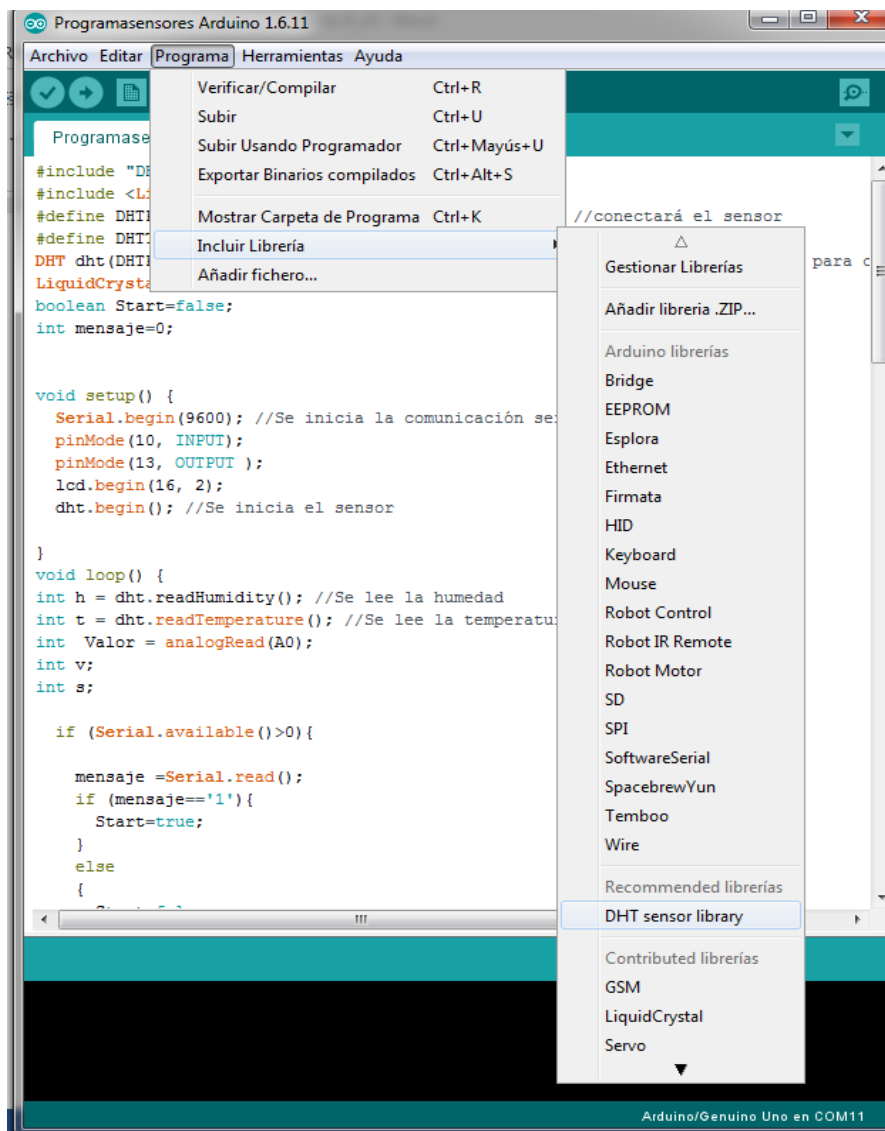 Programasensores Arduino 1.6.11
Archivo Editar Programa Herramientas Ayuda
Verificar/Compilar Ctrl+R
Subir Ctrl+U
Subir Usando Programador Ctrl+Mayús+U
Exportar Binarios compilados Ctrl+Alt+S
Mostrar Carpeta de Programa Ctrl+K
Incluir Librería
Añadir fichero...
Programase
#include "DH
#include <Li
#define DHTP //conectará el sensor
#define DHTT
DHT dht(DHTP para c
LiquidCrysta
boolean Start=false;
int mensaje=0;
void setup() {
Serial.begin(9600); //Se inicia la comunicación se
pinMode(10, INPUT);
pinMode(13, OUTPUT );
lcd.begin(16, 2);
dht.begin(); //Se inicia el sensor
}
void loop() {
int h = dht.readHumidity(); //Se lee la humedad
int t = dht.readTemperature(); //Se lee la temperatu
int Valor = analogRead(A0);
int v;
int s;
if (Serial.available()>0){
mensaje =Serial.read();
if (mensaje=='1'){
Start=true;
}
else
{
Gestionar Librerías
Añadir libreria .ZIP...
Arduino librerías
Bridge
EEPROM
Esplora
Ethernet
Firmata
HID
Keyboard
Mouse
Robot Control
Robot IR Remote
Robot Motor
SD
SPI
SoftwareSerial
SpacebrewYun
Temboo
Wire
Recommended librerías
DHT sensor library
Contributed librerías
GSM
LiquidCrystal
Servo
Arduino/Genuino Uno en COM11